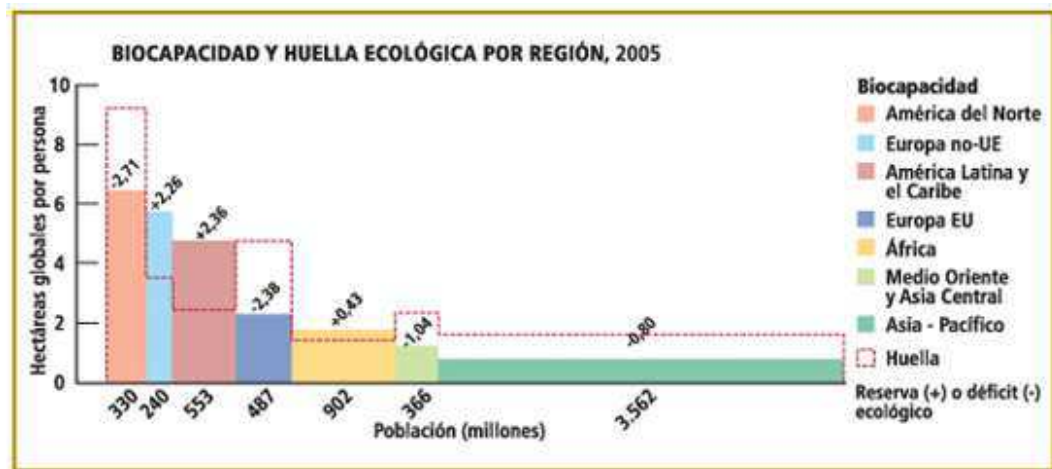 BIOCAPACIDAD Y HUELLA ECOLÓGICA POR REGIÓN, 2005
Hectáreas globales por persona
10
8
6
4
2
0
-2,71
+2,26
+2,36
-2,38
+0,43
-1,04
-0,80
330
240
553
487
902
366
3.562
Población (millones)
Biocapacidad
América del Norte
Europa no-UE
América Latina y
el Caribe
Europa EU
África
Medio Oriente
y Asia Central
Asia - Pacífico
Huella
Reserva (+) o déficit (-)
ecológico